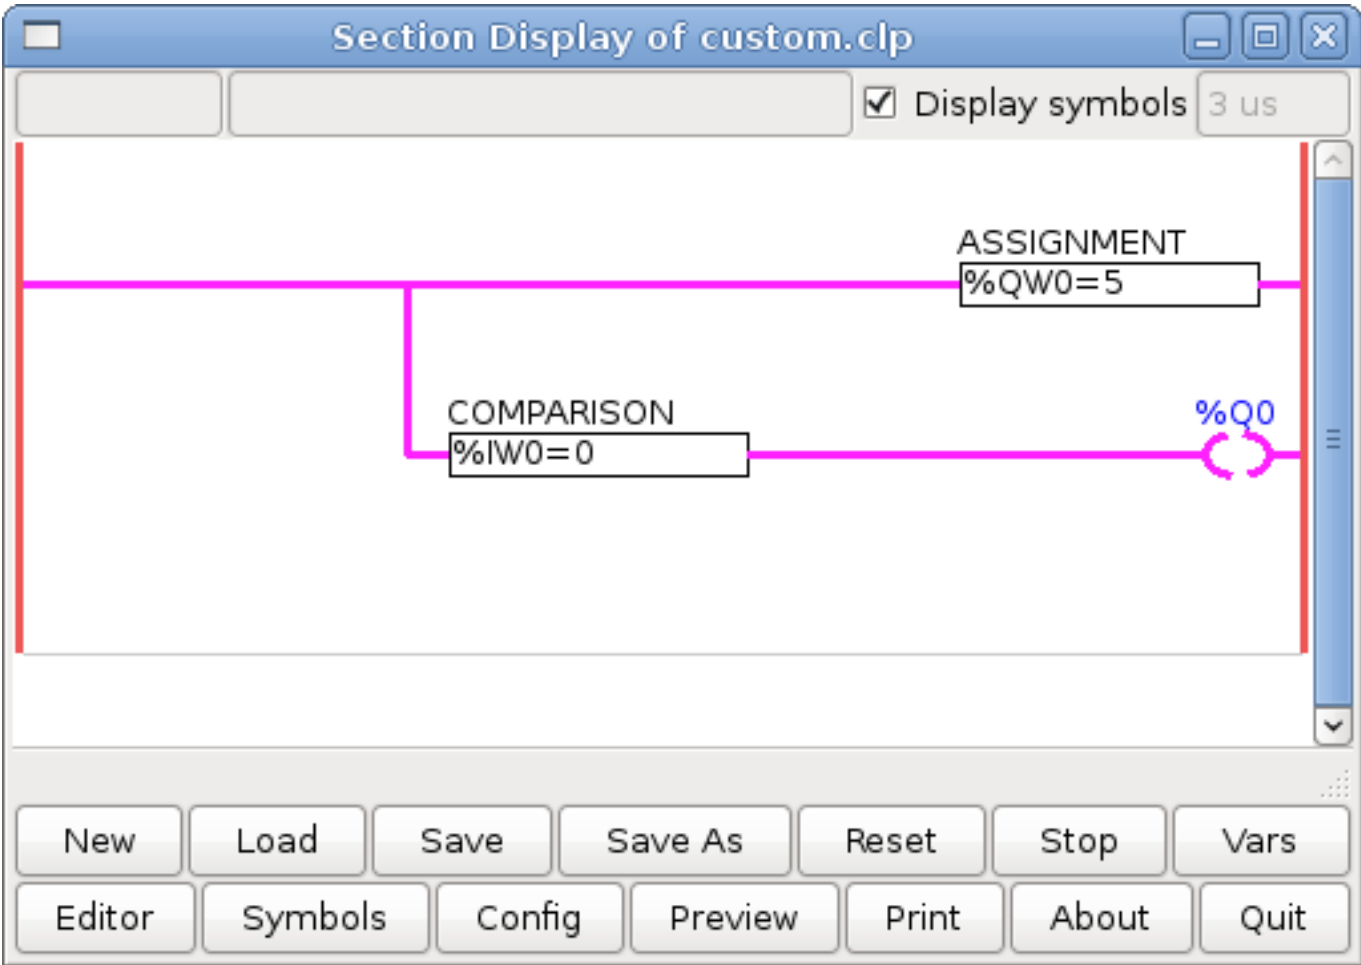 Section Display of custom.clp
Display symbols 3 us
ASSIGNMENT
%QW0=5
COMPARISON %Q0
%IW0=0
New Load Save Save As Reset Stop Vars
Editor Symbols Config Preview Print About Quit